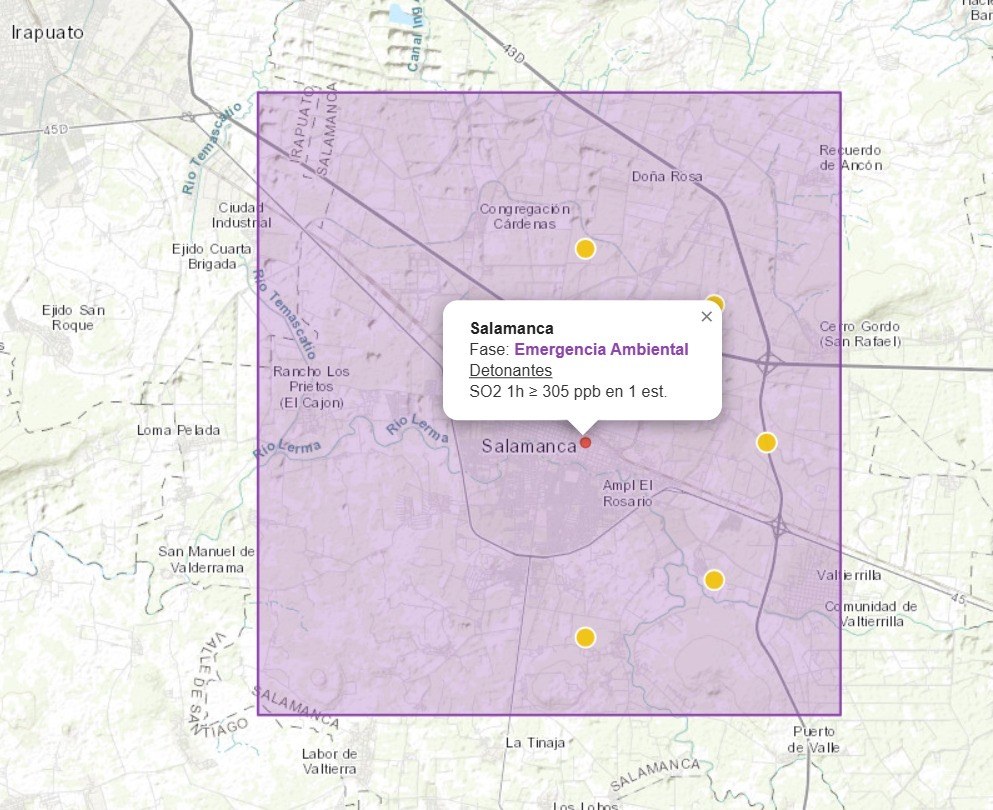 Irapuato
43D
Canal Ing
45D
Río Temascatío
IRAPUATO
SALAMANCA
Recuerdo
de Ancón
Doña Rosa
Ciudad
Industrial
Congregación
Cárdenas
Ejido Cuarta
Brigada
Río Temascatío
Ejido San
Roque
Cerro Gordo
(San Rafael)
Salamanca
×
Fase: Emergencia Ambiental
Detonantes
SO2 1h ≥ 305 ppb en 1 est.
Rancho Los
Prietos
(El Cajon)
Loma Pelada
Río Lerma
Río Lerma
Salamanca
Ampl El
Rosario
San Manuel de
Valderrama
Valtierrilla
45
Comunidad de
Valtierrilla
VALLE DE SAN
TIAGO
SALAMANCA
Labor de
Valtierra
La Tinaja
Puerto
de Valle
SALAMANCA
Los Lobos